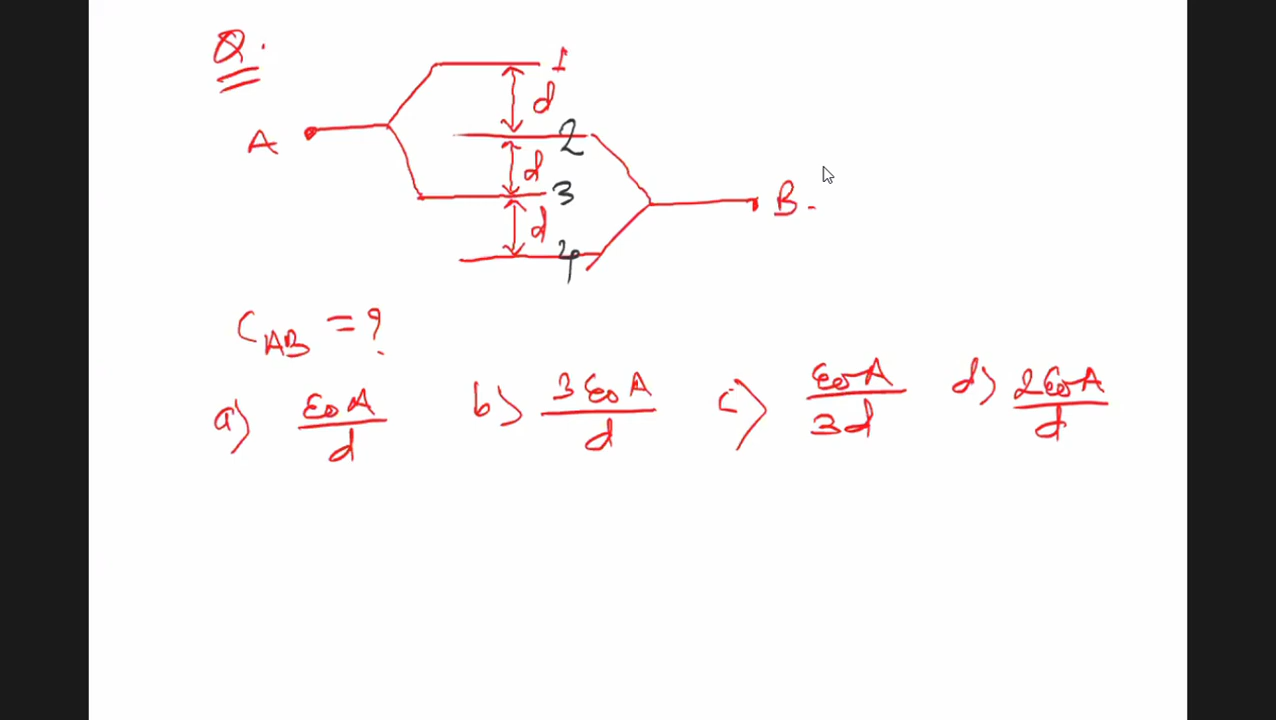 Q.
1
d
A
2
d
3
B.
d
4
C_AB = ?
a) ε₀A/d b) 3ε₀A/d c) ε₀A/3d d) 2ε₀A/d